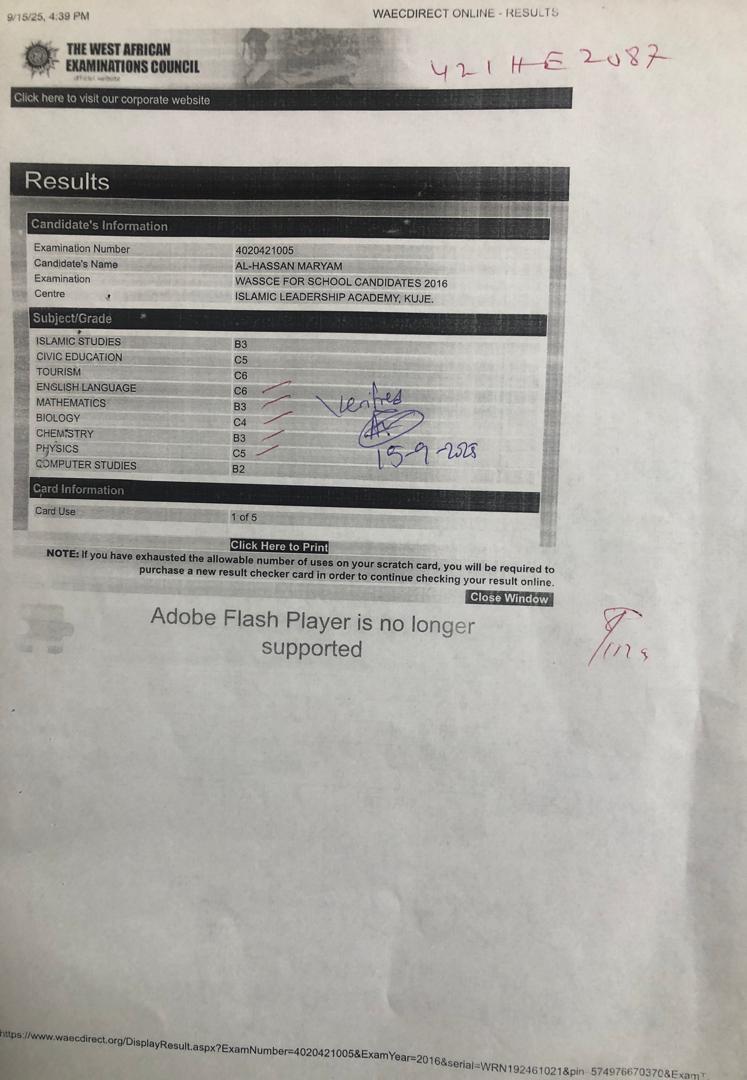 9/15/25, 4:39 PM
WAECDIRECT ONLINE - RESULTS
THE WEST AFRICAN
EXAMINATIONS COUNCIL
official website
421HE2087
Click here to visit our corporate website
Results
Candidate's Information
Examination Number 4020421005
Candidate's Name AL-HASSAN MARYAM
Examination WASSCE FOR SCHOOL CANDIDATES 2016
Centre ISLAMIC LEADERSHIP ACADEMY, KUJE.
Subject/Grade
ISLAMIC STUDIES B3
CIVIC EDUCATION C5
TOURISM C6
ENGLISH LANGUAGE C6
MATHEMATICS B3
BIOLOGY C4
CHEMISTRY B3
PHYSICS C5
COMPUTER STUDIES B2
Verified
15-9-2025
Card Information
Card Use 1 of 5
Click Here to Print
NOTE: If you have exhausted the allowable number of uses on your scratch card, you will be required to
purchase a new result checker card in order to continue checking your result online.
Close Window
Adobe Flash Player is no longer
supported
https://www.waecdirect.org/DisplayResult.aspx?ExamNumber=4020421005&ExamYear=2016&serial=WRN192461021&pin=574976670370&ExamT